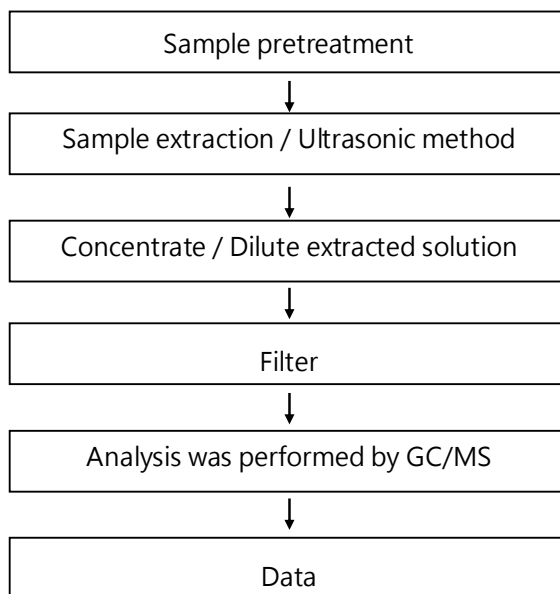 Sample pretreatment
Sample extraction / Ultrasonic method
Concentrate / Dilute extracted solution
Filter
Analysis was performed by GC/MS
Data